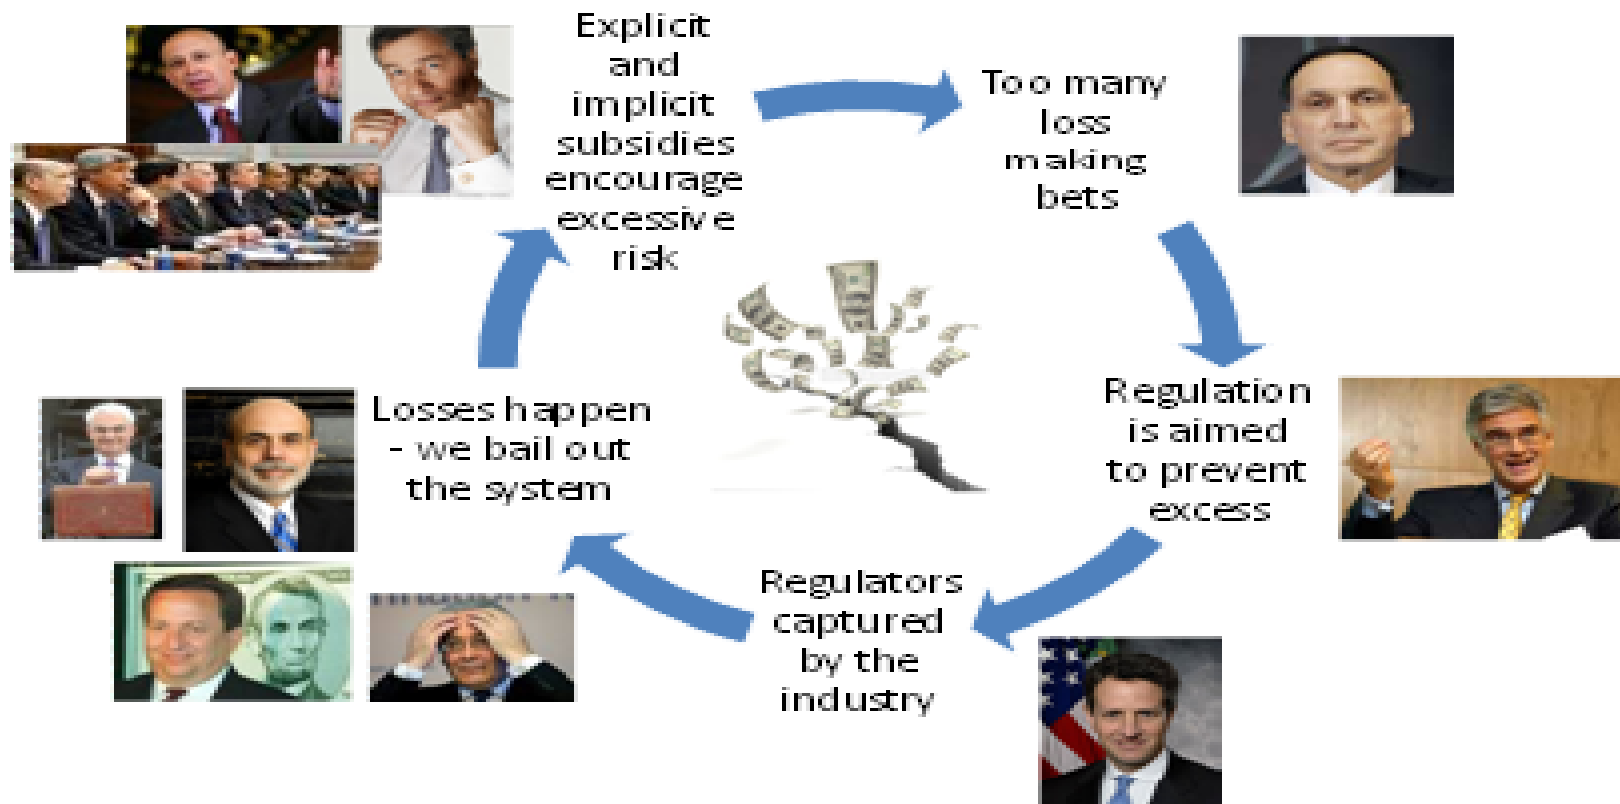 Explicit
and
implicit
subsidies
encourage
excessive
risk
Too many
loss
making
bets
Regulation
is aimed
to prevent
excess
Regulators
captured
by the
industry
Losses happen
- we bail out
the system